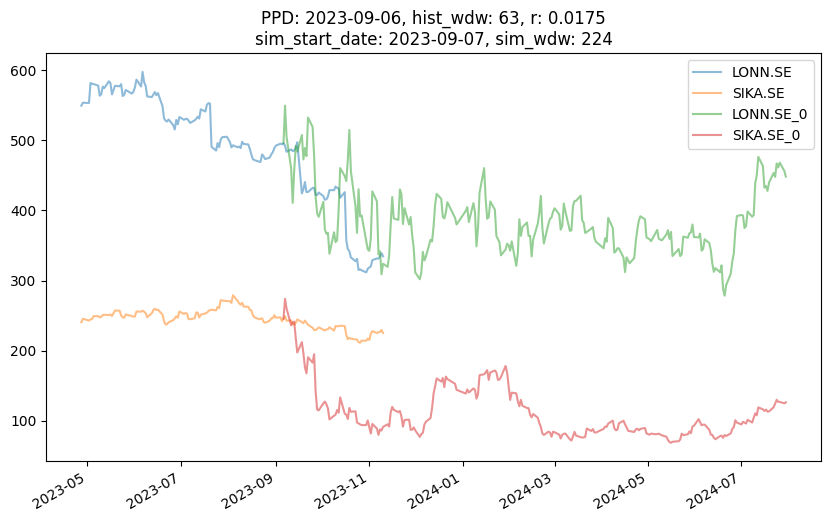 PPD: 2023-09-06, hist_wdw: 63, r: 0.0175
sim_start_date: 2023-09-07, sim_wdw: 224
LONN.SE
SIKA.SE
LONN.SE_0
SIKA.SE_0
600
500
400
300
200
100
2023-05
2023-07
2023-09
2023-11
2024-01
2024-03
2024-05
2024-07